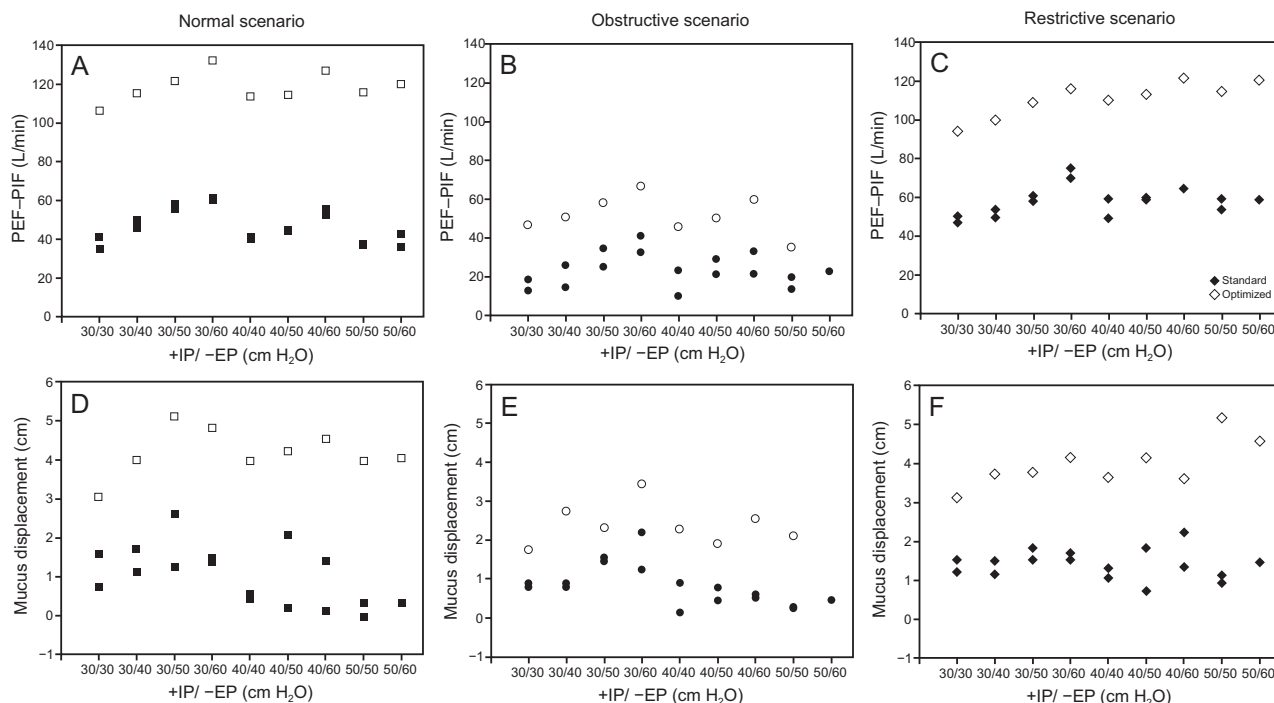 Normal scenario
Obstructive scenario
Restrictive scenario
A
PEF–PIF (L/min)
140
120
100
80
60
40
20
0
30/30 30/40 30/50 30/60 40/40 40/50 40/60 50/50 50/60
+IP/ −EP (cm H₂O)
B
PEF–PIF (L/min)
140
120
100
80
60
40
20
0
30/30 30/40 30/50 30/60 40/40 40/50 40/60 50/50 50/60
+IP/ −EP (cm H₂O)
C
PEF–PIF (L/min)
140
120
100
80
60
40
20
0
Standard
Optimized
30/30 30/40 30/50 30/60 40/40 40/50 40/60 50/50 50/60
+IP/ −EP (cm H₂O)
D
Mucus displacement (cm)
6
5
4
3
2
1
0
−1
30/30 30/40 30/50 30/60 40/40 40/50 40/60 50/50 50/60
+IP/ −EP (cm H₂O)
E
Mucus displacement (cm)
6
5
4
3
2
1
0
−1
30/30 30/40 30/50 30/60 40/40 40/50 40/60 50/50 50/60
+IP/ −EP (cm H₂O)
F
Mucus displacement (cm)
6
5
4
3
2
1
0
−1
30/30 30/40 30/50 30/60 40/40 40/50 40/60 50/50 50/60
+IP/ −EP (cm H₂O)